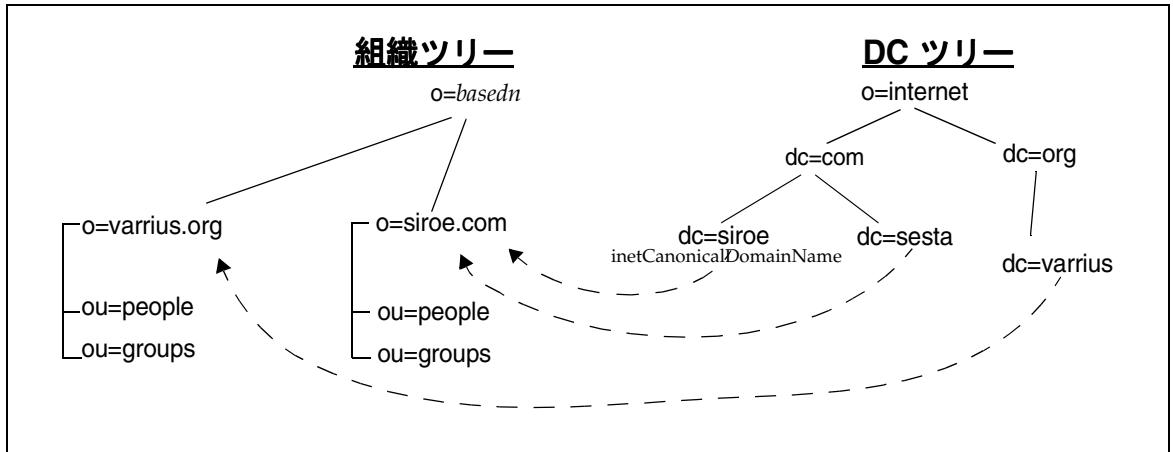 組織ツリー
o=basedn
o=varrius.org
ou=people
ou=groups
o=siroe.com
ou=people
ou=groups
DC ツリー
o=internet
dc=com
dc=org
dc=siroe
inetCanonicalDomainName
dc=sesta
dc=varrius